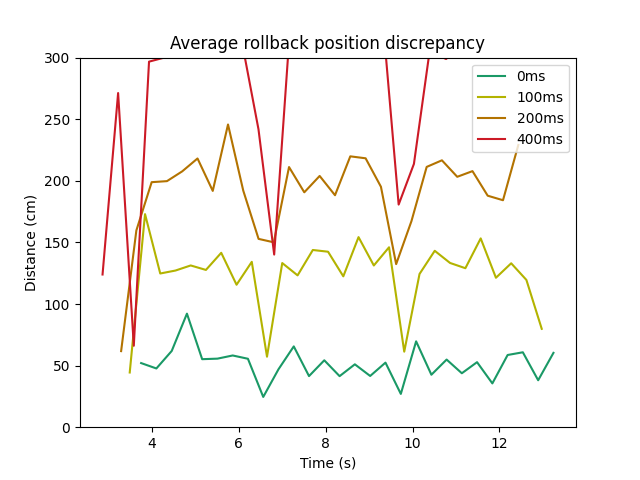 Average rollback position discrepancy
300
250
200
150
100
50
0
Distance (cm)
0ms
100ms
200ms
400ms
4
6
8
10
12
Time (s)